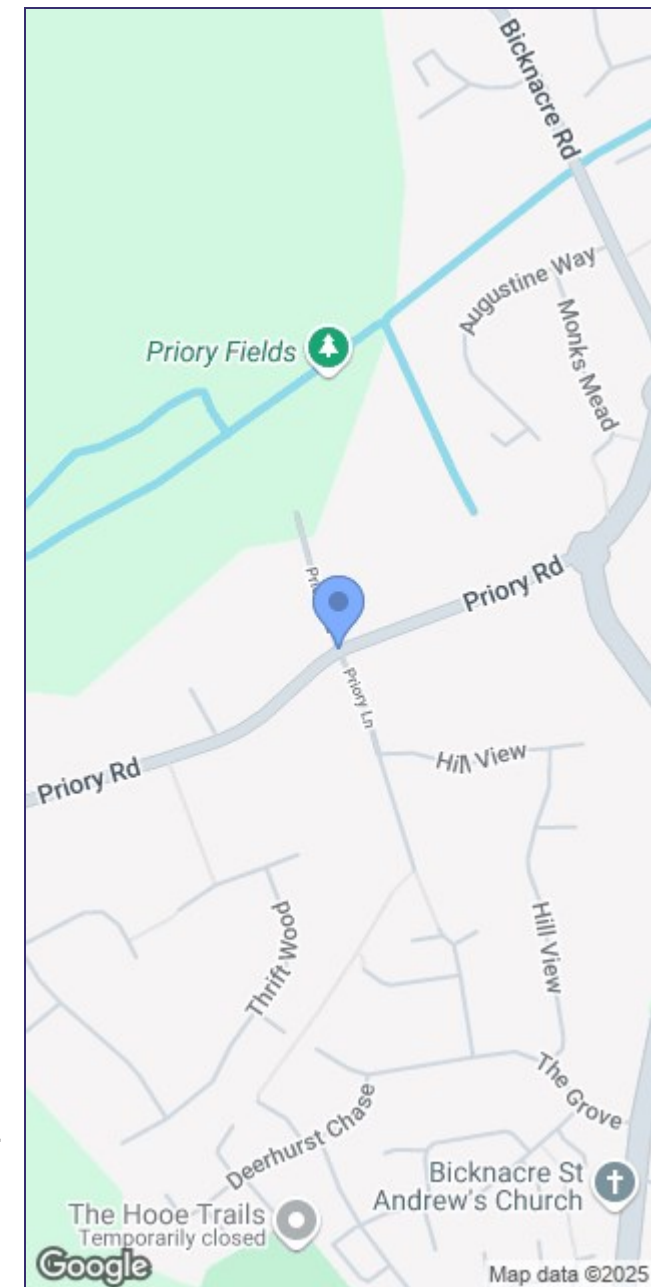 Bicknacre Rd
Augustine Way
Monks Mead
Priory Fields
Priory Rd
Priory Ln
Hill View
Priory Rd
Hill View
Thrift Wood
The Grove
Deerhurst Chase
Bicknacre St
Andrew's Church
The Hooe Trails
Temporarily closed
Google
Map data ©2025